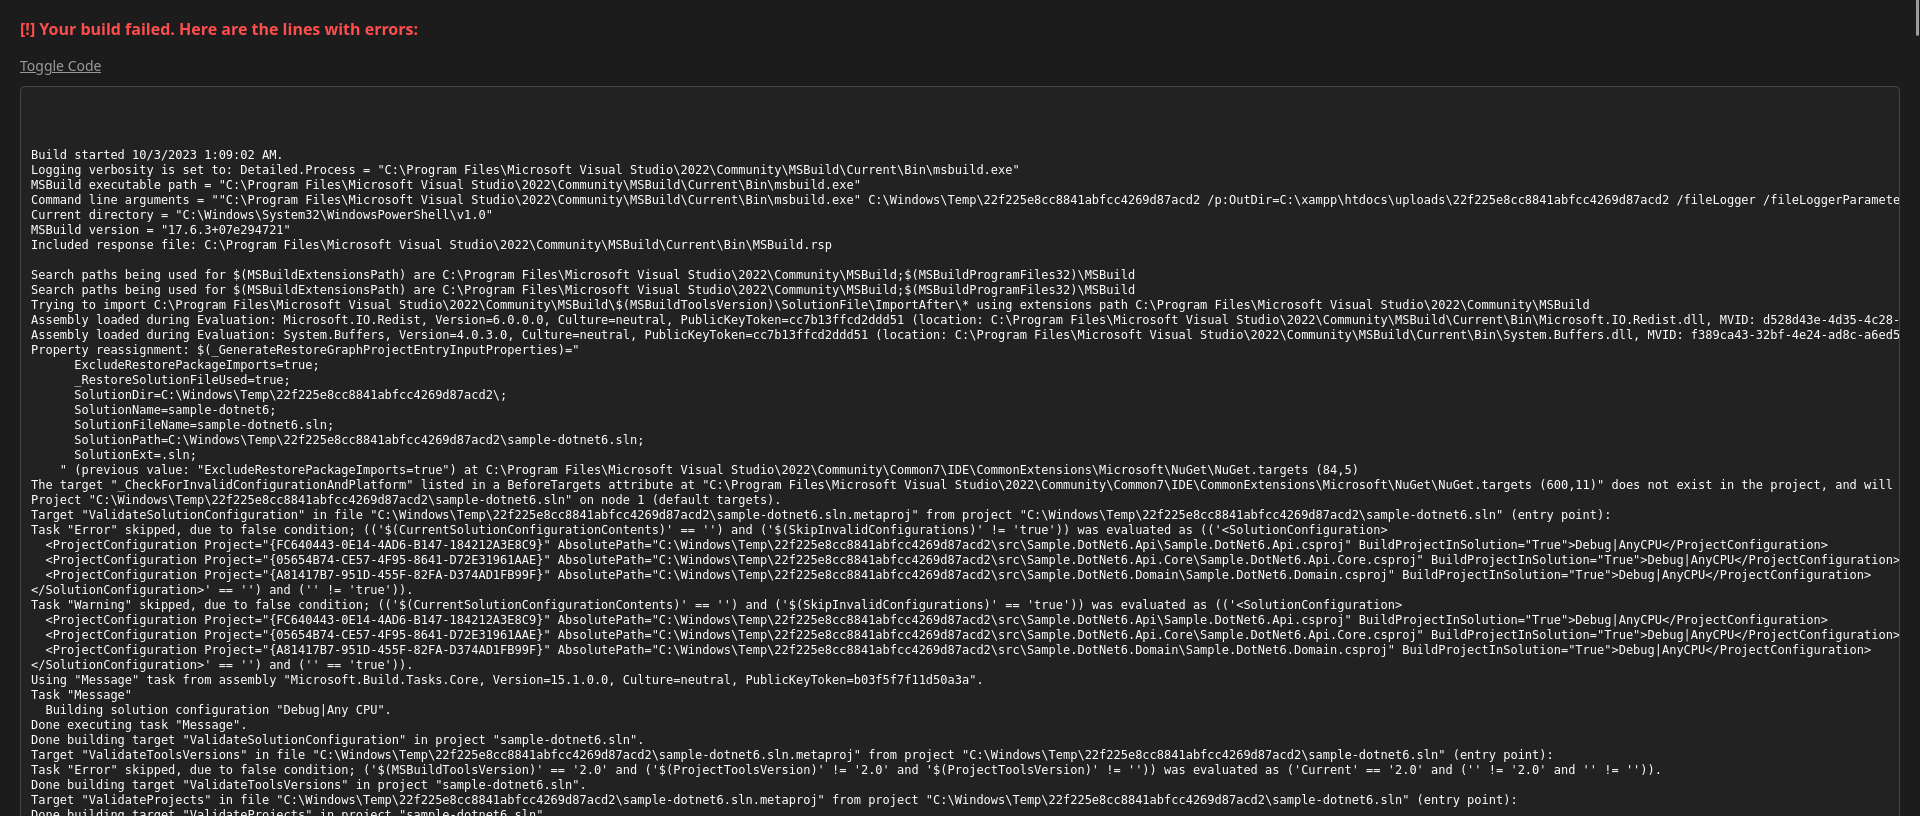 [!] Your build failed. Here are the lines with errors:
Toggle Code
Build started 10/3/2023 1:09:02 AM.
Logging verbosity is set to: Detailed.Process = "C:\Program Files\Microsoft Visual Studio\2022\Community\MSBuild\Current\Bin\msbuild.exe"
MSBuild executable path = "C:\Program Files\Microsoft Visual Studio\2022\Community\MSBuild\Current\Bin\msbuild.exe"
Command line arguments = ""C:\Program Files\Microsoft Visual Studio\2022\Community\MSBuild\Current\Bin\msbuild.exe" C:\Windows\Temp\22f225e8cc8841abfcc4269d87acd2 /p:OutDir=C:\xampp\htdocs\uploads\22f225e8cc8841abfcc4269d87acd2 /fileLogger /fileLoggerParamete
Current directory = "C:\Windows\System32\WindowsPowerShell\v1.0"
MSBuild version = "17.6.3+07e294721"
Included response file: C:\Program Files\Microsoft Visual Studio\2022\Community\MSBuild\Current\Bin\MSBuild.rsp
Search paths being used for $(MSBuildExtensionsPath) are C:\Program Files\Microsoft Visual Studio\2022\Community\MSBuild;$(MSBuildProgramFiles32)\MSBuild
Search paths being used for $(MSBuildExtensionsPath) are C:\Program Files\Microsoft Visual Studio\2022\Community\MSBuild;$(MSBuildProgramFiles32)\MSBuild
Trying to import C:\Program Files\Microsoft Visual Studio\2022\Community\MSBuild\$(MSBuildToolsVersion)\SolutionFile\ImportAfter\* using extensions path C:\Program Files\Microsoft Visual Studio\2022\Community\MSBuild
Assembly loaded during Evaluation: Microsoft.IO.Redist, Version=6.0.0.0, Culture=neutral, PublicKeyToken=cc7b13ffcd2ddd51 (location: C:\Program Files\Microsoft Visual Studio\2022\Community\MSBuild\Current\Bin\Microsoft.IO.Redist.dll, MVID: d528d43e-4d35-4c28-
Assembly loaded during Evaluation: System.Buffers, Version=4.0.3.0, Culture=neutral, PublicKeyToken=cc7b13ffcd2ddd51 (location: C:\Program Files\Microsoft Visual Studio\2022\Community\MSBuild\Current\Bin\System.Buffers.dll, MVID: f389ca43-32bf-4e24-ad8c-a6ed5
Property reassignment: $(_GenerateRestoreGraphProjectEntryInputProperties)="
ExcludeRestorePackageImports=true;
_RestoreSolutionFileUsed=true;
SolutionDir=C:\Windows\Temp\22f225e8cc8841abfcc4269d87acd2\;
SolutionName=sample-dotnet6;
SolutionFileName=sample-dotnet6.sln;
SolutionPath=C:\Windows\Temp\22f225e8cc8841abfcc4269d87acd2\sample-dotnet6.sln;
SolutionExt=.sln;
" (previous value: "ExcludeRestorePackageImports=true") at C:\Program Files\Microsoft Visual Studio\2022\Community\Common7\IDE\CommonExtensions\Microsoft\NuGet\NuGet.targets (84,5)
The target "_CheckForInvalidConfigurationAndPlatform" listed in a BeforeTargets attribute at "C:\Program Files\Microsoft Visual Studio\2022\Community\Common7\IDE\CommonExtensions\Microsoft\NuGet\NuGet.targets (600,11)" does not exist in the project, and will
Project "C:\Windows\Temp\22f225e8cc8841abfcc4269d87acd2\sample-dotnet6.sln" on node 1 (default targets).
Target "ValidateSolutionConfiguration" in file "C:\Windows\Temp\22f225e8cc8841abfcc4269d87acd2\sample-dotnet6.sln.metaproj" from project "C:\Windows\Temp\22f225e8cc8841abfcc4269d87acd2\sample-dotnet6.sln" (entry point):
Task "Error" skipped, due to false condition; (('$(CurrentSolutionConfigurationContents)' == '') and ('$(SkipInvalidConfigurations)' != 'true')) was evaluated as (('<SolutionConfiguration>
<ProjectConfiguration Project="{FC640443-0E14-4AD6-B147-184212A3E8C9}" AbsolutePath="C:\Windows\Temp\22f225e8cc8841abfcc4269d87acd2\src\Sample.DotNet6.Api\Sample.DotNet6.Api.csproj" BuildProjectInSolution="True">Debug|AnyCPU</ProjectConfiguration>
<ProjectConfiguration Project="{05654B74-CE57-4F95-8641-D72E31961AAE}" AbsolutePath="C:\Windows\Temp\22f225e8cc8841abfcc4269d87acd2\src\Sample.DotNet6.Api.Core\Sample.DotNet6.Api.Core.csproj" BuildProjectInSolution="True">Debug|AnyCPU</ProjectConfiguration>
<ProjectConfiguration Project="{A81417B7-951D-455F-82FA-D374AD1FB99F}" AbsolutePath="C:\Windows\Temp\22f225e8cc8841abfcc4269d87acd2\src\Sample.DotNet6.Domain\Sample.DotNet6.Domain.csproj" BuildProjectInSolution="True">Debug|AnyCPU</ProjectConfiguration>
</SolutionConfiguration>' == '') and ('' != 'true')).
Task "Warning" skipped, due to false condition; (('$(CurrentSolutionConfigurationContents)' == '') and ('$(SkipInvalidConfigurations)' == 'true')) was evaluated as (('<SolutionConfiguration>
<ProjectConfiguration Project="{FC640443-0E14-4AD6-B147-184212A3E8C9}" AbsolutePath="C:\Windows\Temp\22f225e8cc8841abfcc4269d87acd2\src\Sample.DotNet6.Api\Sample.DotNet6.Api.csproj" BuildProjectInSolution="True">Debug|AnyCPU</ProjectConfiguration>
<ProjectConfiguration Project="{05654B74-CE57-4F95-8641-D72E31961AAE}" AbsolutePath="C:\Windows\Temp\22f225e8cc8841abfcc4269d87acd2\src\Sample.DotNet6.Api.Core\Sample.DotNet6.Api.Core.csproj" BuildProjectInSolution="True">Debug|AnyCPU</ProjectConfiguration>
<ProjectConfiguration Project="{A81417B7-951D-455F-82FA-D374AD1FB99F}" AbsolutePath="C:\Windows\Temp\22f225e8cc8841abfcc4269d87acd2\src\Sample.DotNet6.Domain\Sample.DotNet6.Domain.csproj" BuildProjectInSolution="True">Debug|AnyCPU</ProjectConfiguration>
</SolutionConfiguration>' == '') and ('' == 'true')).
Using "Message" task from assembly "Microsoft.Build.Tasks.Core, Version=15.1.0.0, Culture=neutral, PublicKeyToken=b03f5f7f11d50a3a".
Task "Message"
Building solution configuration "Debug|Any CPU".
Done executing task "Message".
Done building target "ValidateSolutionConfiguration" in project "sample-dotnet6.sln".
Target "ValidateToolsVersions" in file "C:\Windows\Temp\22f225e8cc8841abfcc4269d87acd2\sample-dotnet6.sln.metaproj" from project "C:\Windows\Temp\22f225e8cc8841abfcc4269d87acd2\sample-dotnet6.sln" (entry point):
Task "Error" skipped, due to false condition; ('$(MSBuildToolsVersion)' == '2.0' and ('$(ProjectToolsVersion)' != '2.0' and '$(ProjectToolsVersion)' != '')) was evaluated as ('Current' == '2.0' and ('' != '2.0' and '' != '')).
Done building target "ValidateToolsVersions" in project "sample-dotnet6.sln".
Target "ValidateProjects" in file "C:\Windows\Temp\22f225e8cc8841abfcc4269d87acd2\sample-dotnet6.sln.metaproj" from project "C:\Windows\Temp\22f225e8cc8841abfcc4269d87acd2\sample-dotnet6.sln" (entry point):
Done building target "ValidateProjects" in project "sample-dotnet6.sln"